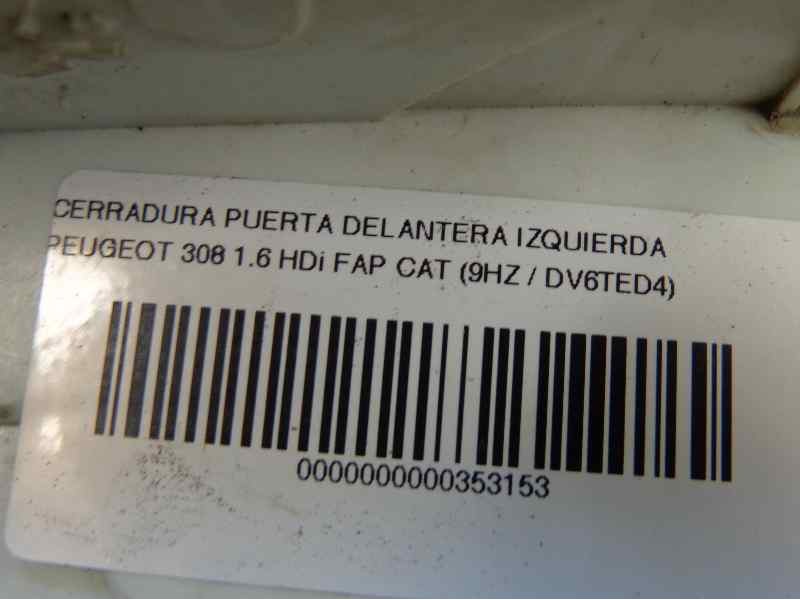 CERRADURA PUERTA DELANTERA IZQUIERDA
PEUGEOT 308 1.6 HDi FAP CAT (9HZ / DV6TED4)
0000000000353153